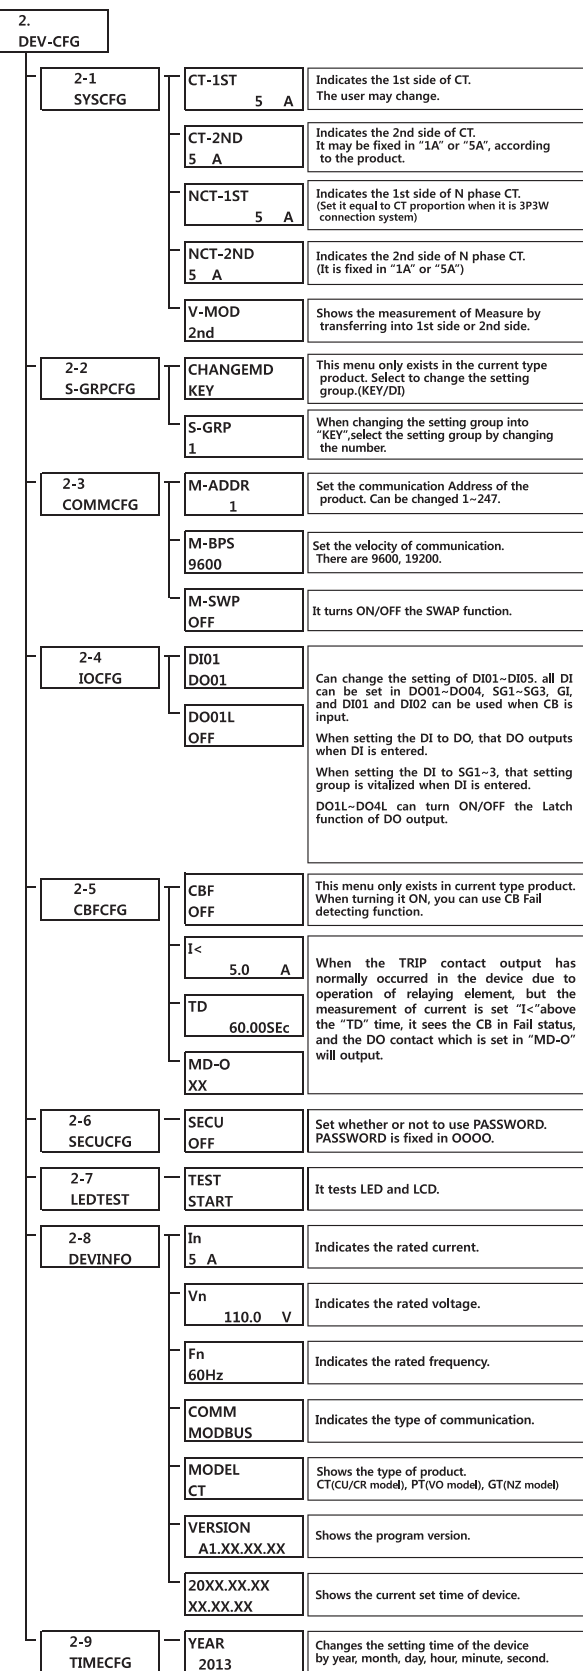 2.
DEV-CFG
2-1
SYSCFG
CT-1ST
5 A
Indicates the 1st side of CT.
The user may change.
CT-2ND
5 A
Indicates the 2nd side of CT.
It may be fixed in “1A” or “5A”, according
to the product.
NCT-1ST
5 A
Indicates the 1st side of N phase CT.
(Set it equal to CT proportion when it is 3P3W
connection system)
NCT-2ND
5 A
Indicates the 2nd side of N phase CT.
(It is fixed in “1A” or “5A”)
V-MOD
2nd
Shows the measurement of Measure by
transferring into 1st side or 2nd side.
2-2
S-GRPCFG
CHANGEMD
KEY
This menu only exists in the current type
product. Select to change the setting
group.(KEY/DI)
S-GRP
1
When changing the setting group into
“KEY”,select the setting group by changing
the number.
2-3
COMMCFG
M-ADDR
1
Set the communication Address of the
product. Can be changed 1~247.
M-BPS
9600
Set the velocity of communication.
There are 9600, 19200.
M-SWP
OFF
It turns ON/OFF the SWAP function.
2-4
IOCFG
DI01
DO01
DO01L
OFF
Can change the setting of DI01~DI05. all DI
can be set in DO01~DO04, SG1~SG3, GI,
and DI01 and DI02 can be used when CB is
input.
When setting the DI to DO, that DO outputs
when DI is entered.
When setting the DI to SG1~3, that setting
group is vitalized when DI is entered.
DO1L~DO4L can turn ON/OFF the Latch
function of DO output.
2-5
CBFCFG
CBF
OFF
This menu only exists in current type product.
When turning it ON, you can use CB Fail
detecting function.
I<
5.0 A
TD
60.00SEc
MD-O
XX
When the TRIP contact output has
normally occurred in the device due to
operation of relaying element, but the
measurement of current is set “I<”above
the “TD” time, it sees the CB in Fail status,
and the DO contact which is set in “MD-O”
will output.
2-6
SECUCFG
SECU
OFF
Set whether or not to use PASSWORD.
PASSWORD is fixed in OOOO.
2-7
LEDTEST
TEST
START
It tests LED and LCD.
2-8
DEVINFO
In
5 A
Indicates the rated current.
Vn
110.0 V
Indicates the rated voltage.
Fn
60Hz
Indicates the rated frequency.
COMM
MODBUS
Indicates the type of communication.
MODEL
CT
Shows the type of product.
CT(CU/CR model), PT(VO model), GT(NZ model)
VERSION
A1.XX.XX.XX
Shows the program version.
20XX.XX.XX
XX.XX.XX
Shows the current set time of device.
2-9
TIMECFG
YEAR
2013
Changes the setting time of the device
by year, month, day, hour, minute, second.